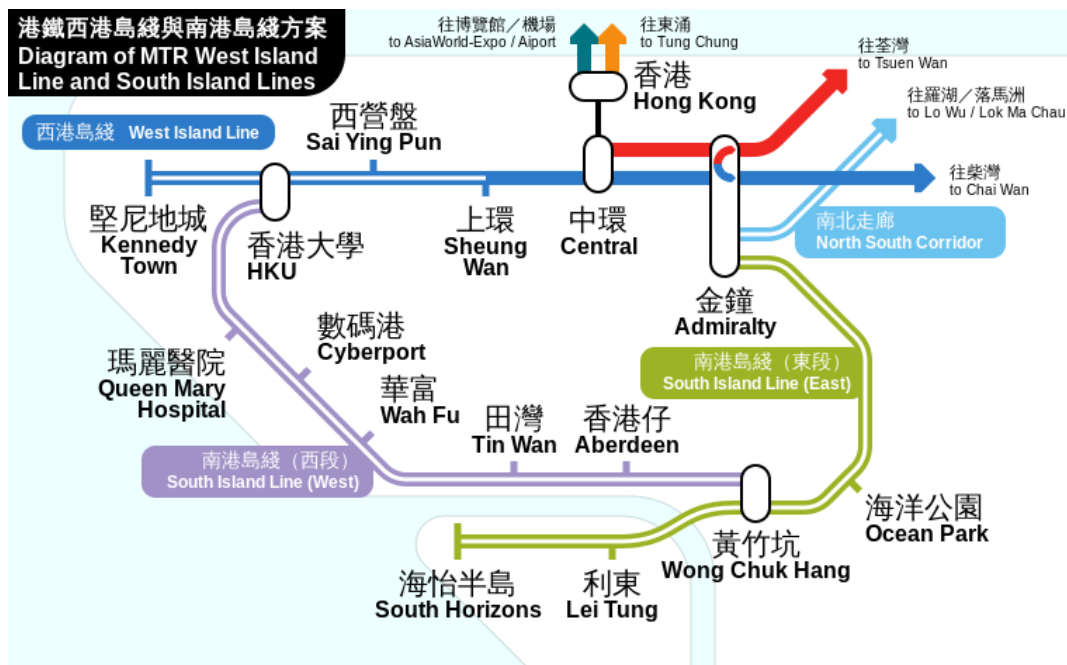 港鐵西港島綫與南港島綫方案
Diagram of MTR West Island
Line and South Island Lines
往博覽館／機場
to AsiaWorld-Expo / Aiport
往東涌
to Tung Chung
往荃灣
to Tsuen Wan
香港
Hong Kong
往羅湖／落馬洲
to Lo Wu / Lok Ma Chau
西港島綫 West Island Line
西營盤
Sai Ying Pun
往柴灣
to Chai Wan
堅尼地城
Kennedy
Town
香港大學
HKU
上環
Sheung
Wan
中環
Central
南北走廊
North South Corridor
金鐘
Admiralty
數碼港
Cyberport
瑪麗醫院
Queen Mary
Hospital
南港島綫（東段）
South Island Line (East)
華富
Wah Fu
田灣
Tin Wan
香港仔
Aberdeen
南港島綫（西段）
South Island Line (West)
海洋公園
Ocean Park
黃竹坑
Wong Chuk Hang
海怡半島
South Horizons
利東
Lei Tung